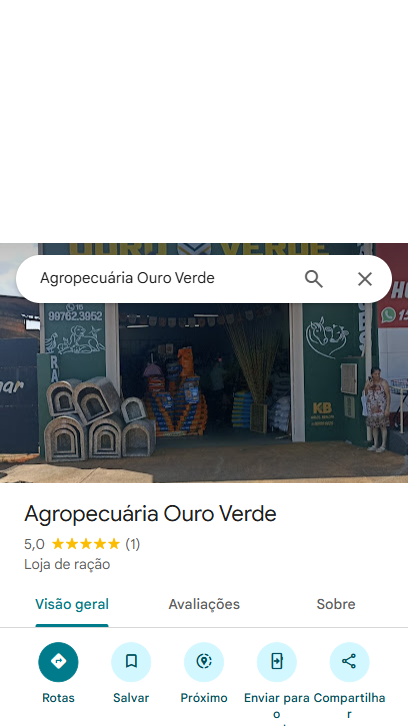 OURO VERDE
Agropecuária Ouro Verde
16
99762.3952
KB
Agropecuária Ouro Verde
5,0 (1)
Loja de ração
Visão geral
Avaliações
Sobre
Rotas
Salvar
Próximo
Enviar para o
Compartilhar